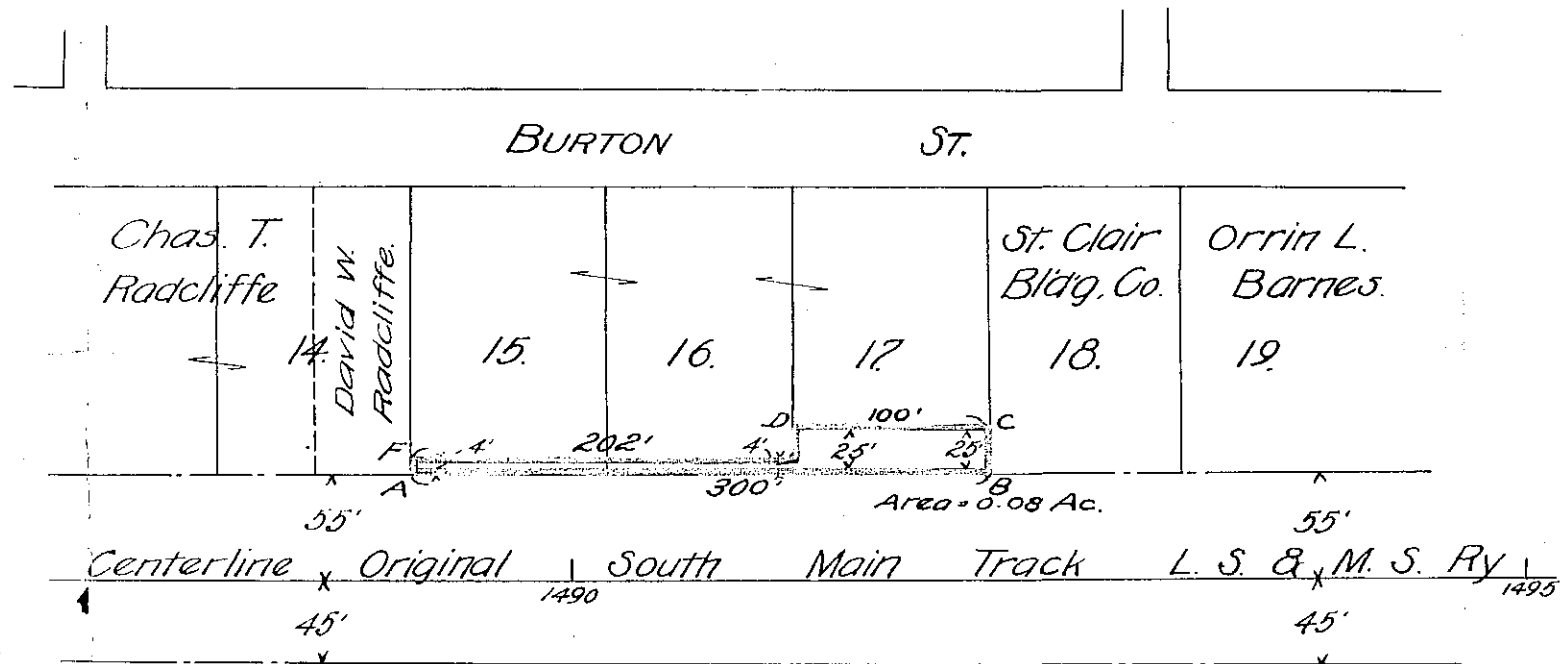 BURTON ST.
Chas. T.
Radcliffe
David W.
Radcliffe.
St. Clair
Bldg. Co.
Orrin L.
Barnes.
14.
15.
16.
17.
18.
19.
D
100'
C
F
4'
202'
4'
25'
25'
A
300'
B
Area = 0.08 Ac.
55'
55'
Centerline Original South Main Track L. S. & M. S. Ry
1490
1495
45'
45'